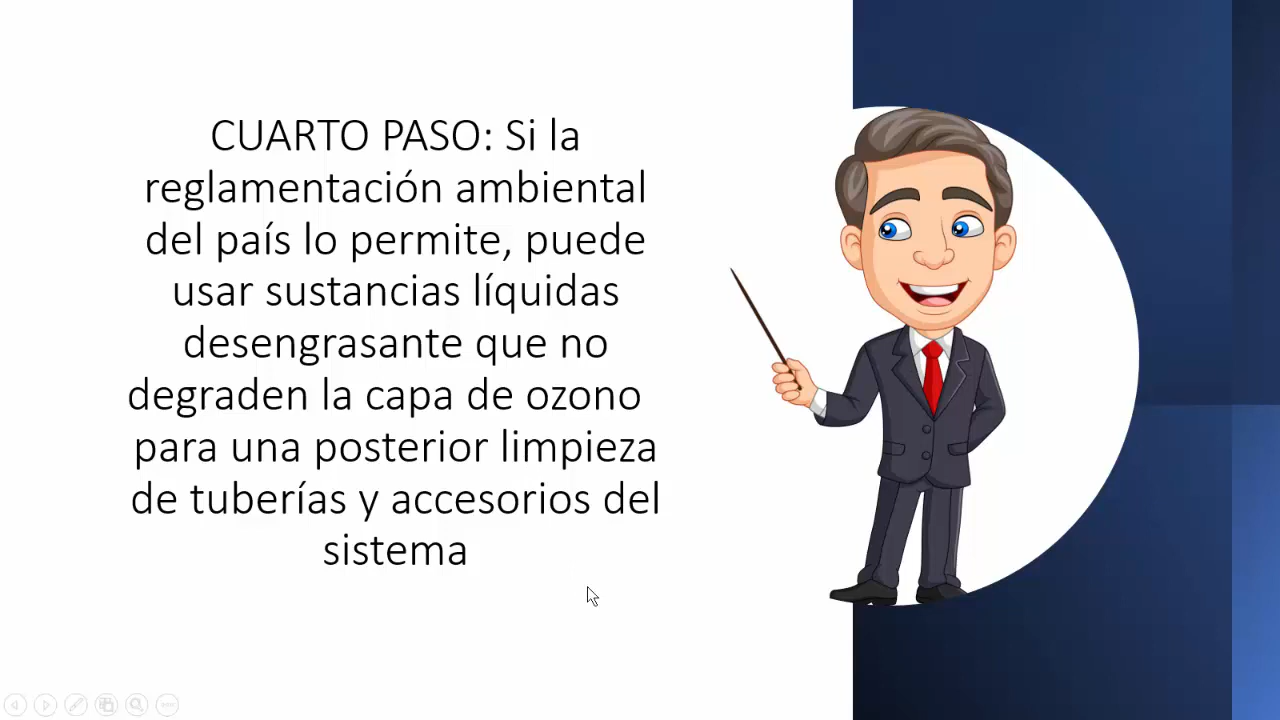 CUARTO PASO: Si la
reglamentación ambiental
del país lo permite, puede
usar sustancias líquidas
desengrasante que no
degraden la capa de ozono
para una posterior limpieza
de tuberías y accesorios del
sistema